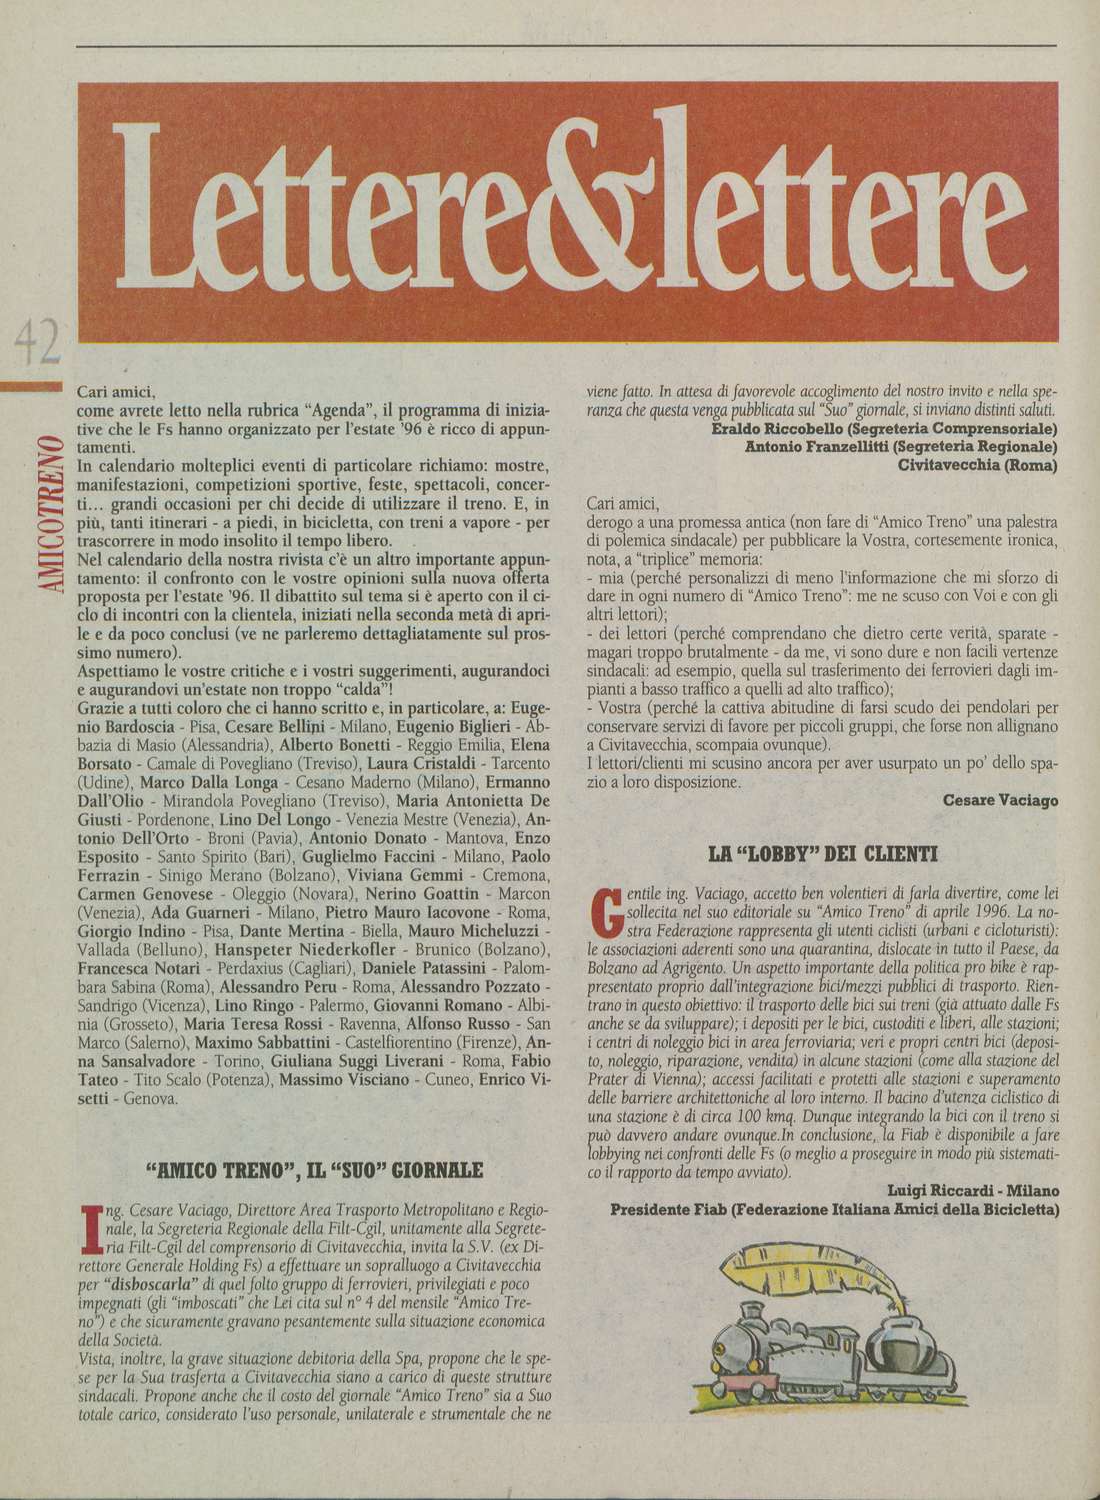 Lettere&lettere
42
AMICOTRENO
Cari amici,
come avrete letto nella rubrica “Agenda”, il programma di inizia-
tive che le Fs hanno organizzato per l’estate ’96 è ricco di appun-
tamenti.
In calendario molteplici eventi di particolare richiamo: mostre,
manifestazioni, competizioni sportive, feste, spettacoli, concer-
ti... grandi occasioni per chi decide di utilizzare il treno. E, in
più, tanti itinerari - a piedi, in bicicletta, con treni a vapore - per
trascorrere in modo insolito il tempo libero.
Nel calendario della nostra rivista c’è un altro importante appun-
tamento: il confronto con le vostre opinioni sulla nuova offerta
proposta per l’estate ’96. Il dibattito sul tema si è aperto con il ci-
clo di incontri con la clientela, iniziati nella seconda metà di apri-
le e da poco conclusi (ve ne parleremo dettagliatamente sul pros-
simo numero).
Aspettiamo le vostre critiche e i vostri suggerimenti, augurandoci
e augurandovi un’estate non troppo “calda”!
Grazie a tutti coloro che ci hanno scritto e, in particolare, a: Euge-
nio Bardoscia - Pisa, Cesare Bellini - Milano, Eugenio Biglieri - Ab-
bazia di Masio (Alessandria), Alberto Bonetti - Reggio Emilia, Elena
Borsato - Camale di Povegliano (Treviso), Laura Cristaldi - Tarcento
(Udine), Marco Dalla Longa - Cesano Maderno (Milano), Ermanno
Dall’Olio - Mirandola Povegliano (Treviso), Maria Antonietta De
Giusti - Pordenone, Lino Del Longo - Venezia Mestre (Venezia), An-
tonio Dell’Orto - Broni (Pavia), Antonio Donato - Mantova, Enzo
Esposito - Santo Spirito (Bari), Guglielmo Faccini - Milano, Paolo
Ferrazin - Sinigo Merano (Bolzano), Viviana Gemmi - Cremona,
Carmen Genovese - Oleggio (Novara), Nerino Goattin - Marcon
(Venezia), Ada Guarneri - Milano, Pietro Mauro Iacovone - Roma,
Giorgio Indino - Pisa, Dante Mertina - Biella, Mauro Micheluzzi -
Vallada (Belluno), Hanspeter Niederkofler - Brunico (Bolzano),
Francesca Notari - Perdaxius (Cagliari), Daniele Patassini - Palom-
bara Sabina (Roma), Alessandro Peru - Roma, Alessandro Pozzato -
Sandrigo (Vicenza), Lino Ringo - Palermo, Giovanni Romano - Albi-
nia (Grosseto), Maria Teresa Rossi - Ravenna, Alfonso Russo - San
Marco (Salerno), Maximo Sabbattini - Castelfiorentino (Firenze), An-
na Sansalvadore - Torino, Giuliana Suggi Liverani - Roma, Fabio
Tateo - Tito Scalo (Potenza), Massimo Visciano - Cuneo, Enrico Vi-
setti - Genova.
“AMICO TRENO”, IL “SUO” GIORNALE
Ing. Cesare Vaciago, Direttore Area Trasporto Metropolitano e Regio-
nale, la Segreteria Regionale della Filt-Cgil, unitamente alla Segrete-
ria Filt-Cgil del comprensorio di Civitavecchia, invita la S.V. (ex Di-
rettore Generale Holding Fs) a effettuare un sopralluogo a Civitavecchia
per “disboscarla” di quel folto gruppo di ferrovieri, privilegiati e poco
impegnati (gli “imboscati” che Lei cita sul n° 4 del mensile “Amico Tre-
no”) e che sicuramente gravano pesantemente sulla situazione economica
della Società.
Vista, inoltre, la grave situazione debitoria della Spa, propone che le spe-
se per la Sua trasferta a Civitavecchia siano a carico di queste strutture
sindacali. Propone anche che il costo del giornale “Amico Treno” sia a Suo
totale carico, considerato l’uso personale, unilaterale e strumentale che ne
viene fatto. In attesa di favorevole accoglimento del nostro invito e nella spe-
ranza che questa venga pubblicata sul “Suo” giornale, si inviano distinti saluti.
Eraldo Riccobello (Segreteria Comprensoriale)
Antonio Franzellitti (Segreteria Regionale)
Civitavecchia (Roma)
Cari amici,
derogo a una promessa antica (non fare di “Amico Treno” una palestra
di polemica sindacale) per pubblicare la Vostra, cortesemente ironica,
nota, a “triplice” memoria:
- mia (perché personalizzi di meno l’informazione che mi sforzo di
dare in ogni numero di “Amico Treno”: me ne scuso con Voi e con gli
altri lettori);
- dei lettori (perché comprendano che dietro certe verità, sparate -
magari troppo brutalmente - da me, vi sono dure e non facili vertenze
sindacali: ad esempio, quella sul trasferimento dei ferrovieri dagli im-
pianti a basso traffico a quelli ad alto traffico);
- Vostra (perché la cattiva abitudine di farsi scudo dei pendolari per
conservare servizi di favore per piccoli gruppi, che forse non allignano
a Civitavecchia, scompaia ovunque).
I lettori/clienti mi scusino ancora per aver usurpato un po’ dello spa-
zio a loro disposizione.
Cesare Vaciago
LA “LOBBY” DEI CLIENTI
Gentile ing. Vaciago, accetto ben volentieri di farla divertire, come lei
sollecita nel suo editoriale su “Amico Treno” di aprile 1996. La no-
stra Federazione rappresenta gli utenti ciclisti (urbani e cicloturisti):
le associazioni aderenti sono una quarantina, dislocate in tutto il Paese, da
Bolzano ad Agrigento. Un aspetto importante della politica pro bike è rap-
presentato proprio dall’integrazione bici/mezzi pubblici di trasporto. Rien-
trano in questo obiettivo: il trasporto delle bici sui treni (già attuato dalle Fs
anche se da sviluppare); i depositi per le bici, custoditi e liberi, alle stazioni;
i centri di noleggio bici in area ferroviaria; veri e propri centri bici (deposi-
to, noleggio, riparazione, vendita) in alcune stazioni (come alla stazione del
Prater di Vienna); accessi facilitati e protetti alle stazioni e superamento
delle barriere architettoniche al loro interno. Il bacino d’utenza ciclistico di
una stazione è di circa 100 kmq. Dunque integrando la bici con il treno si
può davvero andare ovunque.In conclusione, la Fiab è disponibile a fare
lobbying nei confronti delle Fs (o meglio a proseguire in modo più sistemati-
co il rapporto da tempo avviato).
Luigi Riccardi - Milano
Presidente Fiab (Federazione Italiana Amici della Bicicletta)